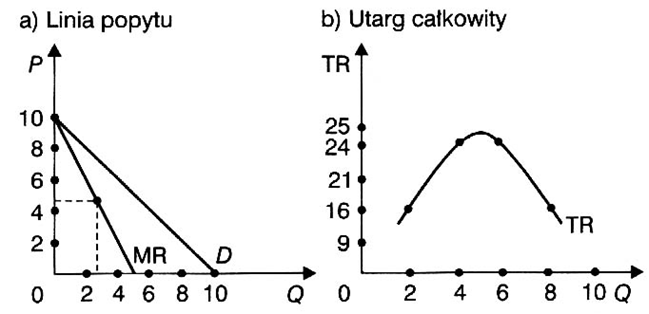 a) Linia popytu
P
10
8
6
4
2
0
2 4 6 8 10 Q
MR
D
b) Utarg całkowity
TR
25
24
21
16
9
0
2 4 6 8 10 Q
TR